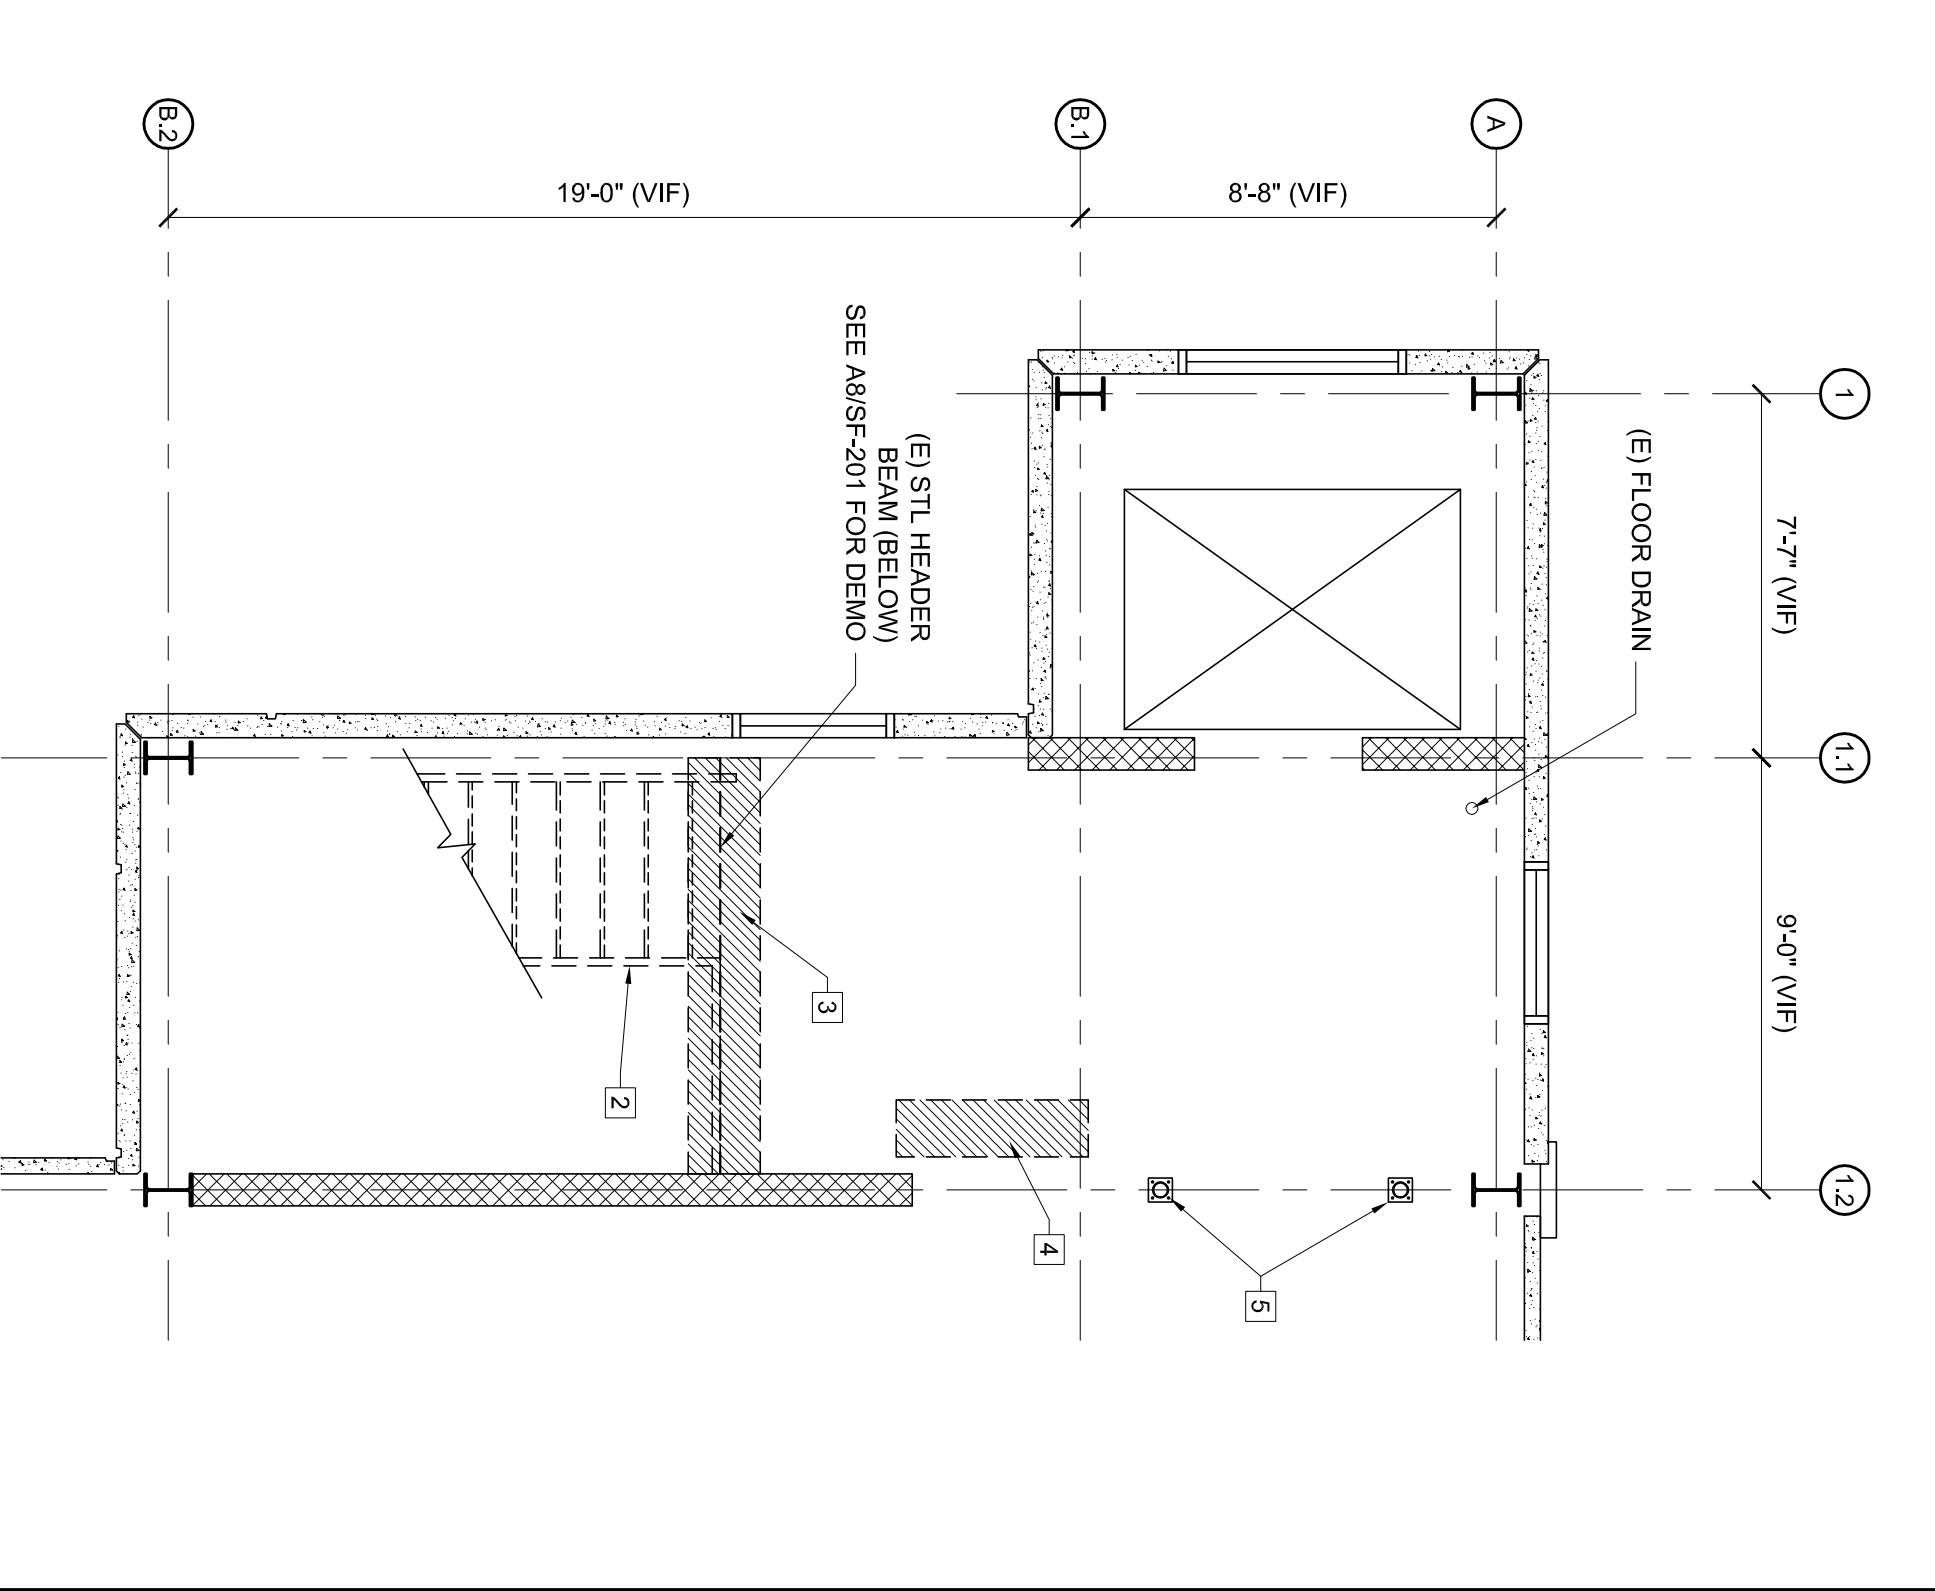 B.2
B.1
A
19'-0" (VIF)
8'-8" (VIF)
1
7'-7" (VIF)
1.1
9'-0" (VIF)
1.2
(E) FLOOR DRAIN
(E) STL HEADER
BEAM (BELOW)
SEE A8/SF-201 FOR DEMO
3
2
4
5